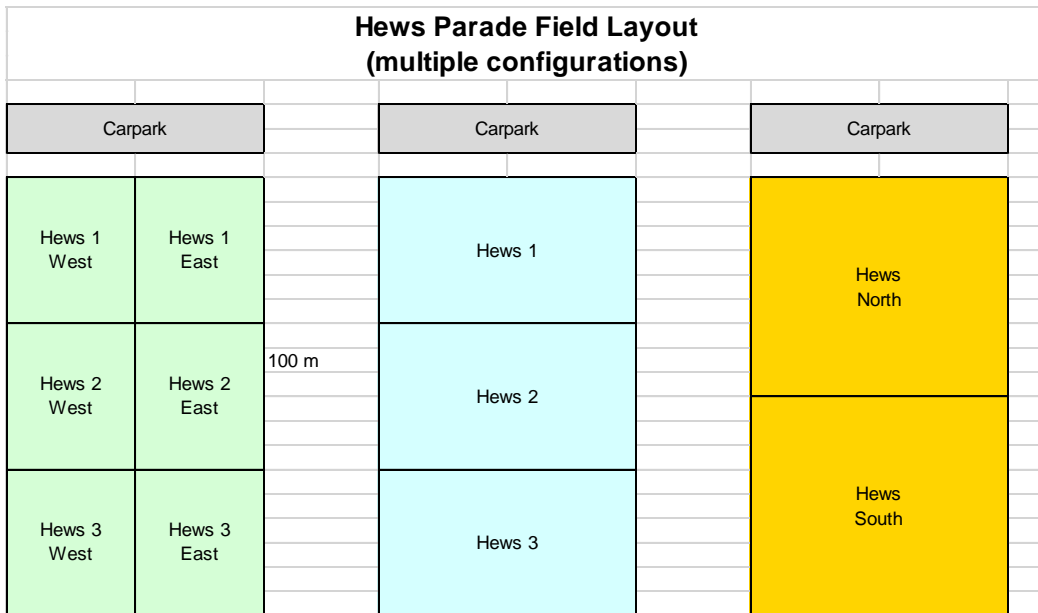 Hews Parade Field Layout
(multiple configurations)
Carpark
Carpark
Carpark
Hews 1
West
Hews 1
East
Hews 1
Hews
North
100 m
Hews 2
West
Hews 2
East
Hews 2
Hews
South
Hews 3
West
Hews 3
East
Hews 3